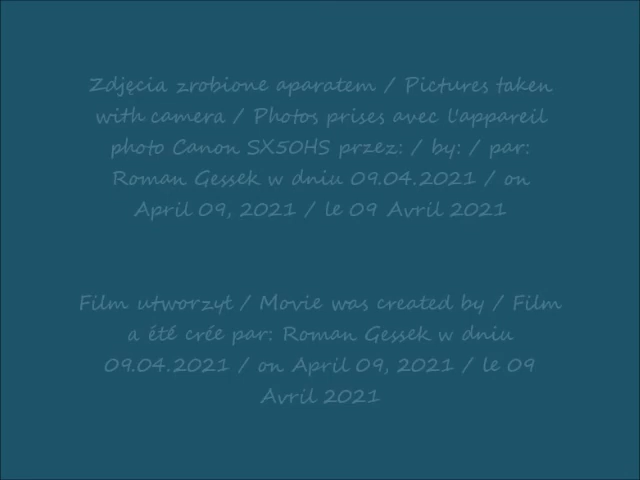 Zdjęcia zrobione aparatem / Pictures taken
with camera / Photos prises avec l'appareil
photo Canon SX50HS przez: / by: / par:
Roman Gessek w dniu 09.04.2021 / on
April 09, 2021 / le 09 Avril 2021
Film utworzył / Movie was created by / Film
a été crée par: Roman Gessek w dniu
09.04.2021 / on April 09, 2021 / le 09
Avril 2021